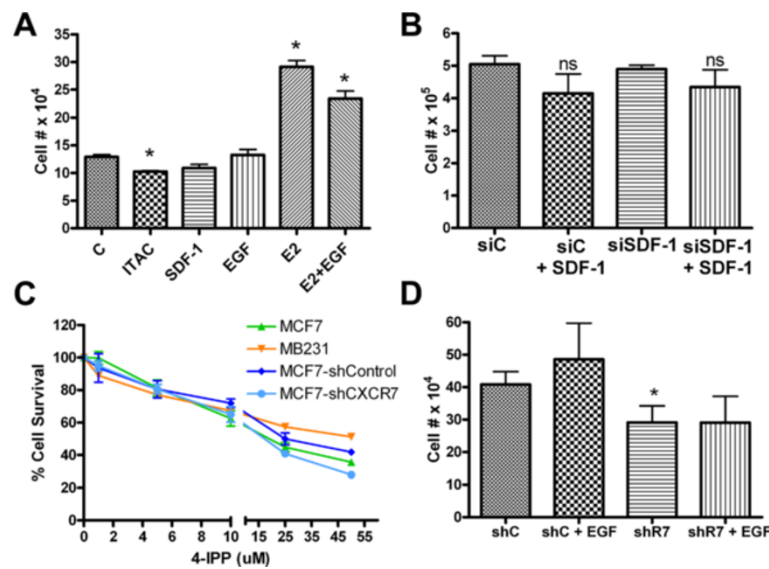 A
Cell # x 10⁴
35
30
25
20
15
10
5
0
*
*
*
C
ITAC
SDF-1
EGF
E2
E2+EGF
B
Cell # x 10⁵
6
5
4
3
2
1
0
ns
ns
siC
siC
+ SDF-1
siSDF-1
siSDF-1
+ SDF-1
C
% Cell Survival
120
100
80
60
40
20
0
MCF7
MB231
MCF7-shControl
MCF7-shCXCR7
0 2 4 6 8 10 15 25 35 45 55
4-IPP (uM)
D
Cell # x 10⁴
60
50
40
30
20
10
0
*
shC
shC + EGF
shR7
shR7 + EGF